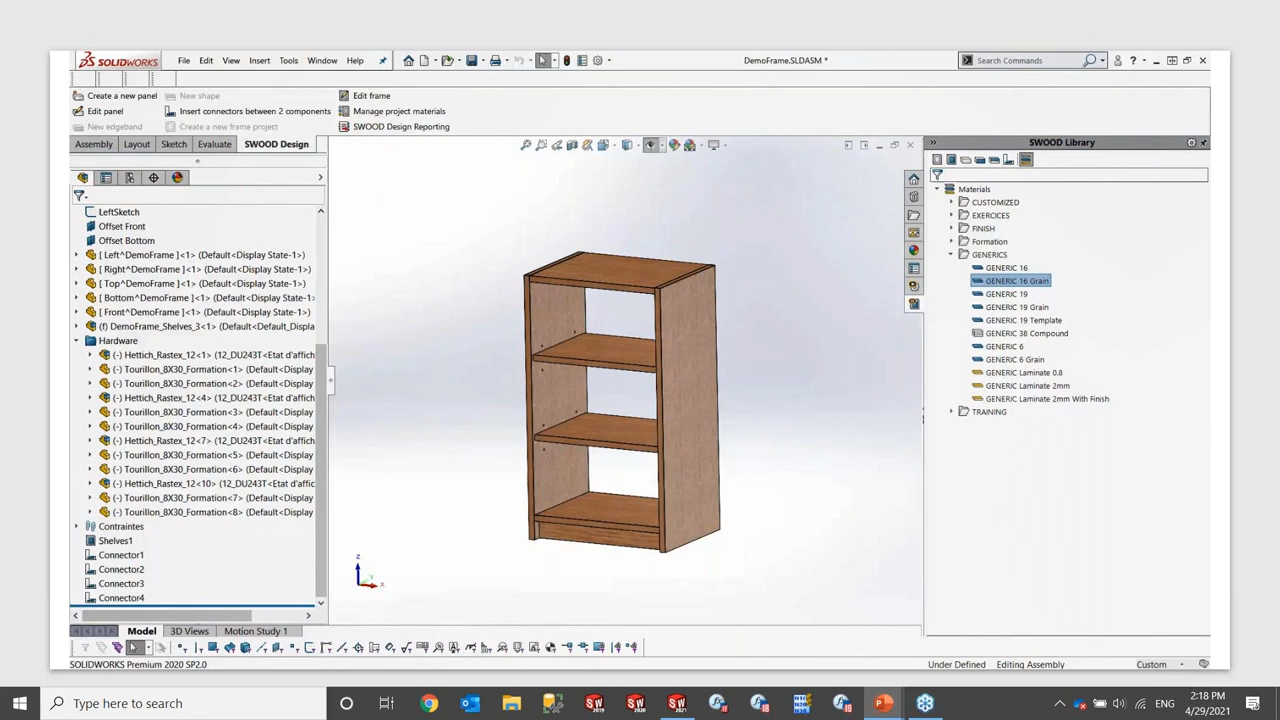 SOLIDWORKS
File Edit View Insert Tools Window Help
DemoFrame.SLDASM *
Search Commands
Create a new panel
New shape
Edit frame
Edit panel
Insert connectors between 2 components
Manage project materials
New edgeband
Create a new frame project
SWOOD Design Reporting
Assembly Layout Sketch Evaluate SWOOD Design
LeftSketch
Offset Front
Offset Bottom
[ Left^DemoFrame ]<1> (Default<Display State-1>)
[ Right^DemoFrame ]<1> (Default<Display State-1>)
[ Top^DemoFrame ]<1> (Default<Display State-1>)
[ Bottom^DemoFrame ]<1> (Default<Display State-1>
[ Front^DemoFrame ]<1> (Default<Display State-1>)
(f) DemoFrame_Shelves_3<1> (Default<Default_Displa
Hardware
(-) Hettich_Rastex_12<1> (12_DU243T<Etat d'affich
(-) Tourillon_8X30_Formation<1> (Default<Display
(-) Tourillon_8X30_Formation<2> (Default<Display
(-) Hettich_Rastex_12<4> (12_DU243T<Etat d'affich
(-) Tourillon_8X30_Formation<3> (Default<Display
(-) Tourillon_8X30_Formation<4> (Default<Display
(-) Hettich_Rastex_12<7> (12_DU243T<Etat d'affich
(-) Tourillon_8X30_Formation<5> (Default<Display
(-) Tourillon_8X30_Formation<6> (Default<Display
(-) Hettich_Rastex_12<10> (12_DU243T<Etat d'affic
(-) Tourillon_8X30_Formation<7> (Default<Display
(-) Tourillon_8X30_Formation<8> (Default<Display
Contraintes
Shelves1
Connector1
Connector2
Connector3
Connector4
Z
Y
X
SWOOD Library
Materials
CUSTOMIZED
EXERCICES
FINISH
Formation
GENERICS
GENERIC 16
GENERIC 16 Grain
GENERIC 19
GENERIC 19 Grain
GENERIC 19 Template
GENERIC 38 Compound
GENERIC 6
GENERIC 6 Grain
GENERIC Laminate 0.8
GENERIC Laminate 2mm
GENERIC Laminate 2mm With Finish
TRAINING
Model 3D Views Motion Study 1
SOLIDWORKS Premium 2020 SP2.0
Under Defined Editing Assembly Custom
Type here to search
ENG
2:18 PM
4/29/2021